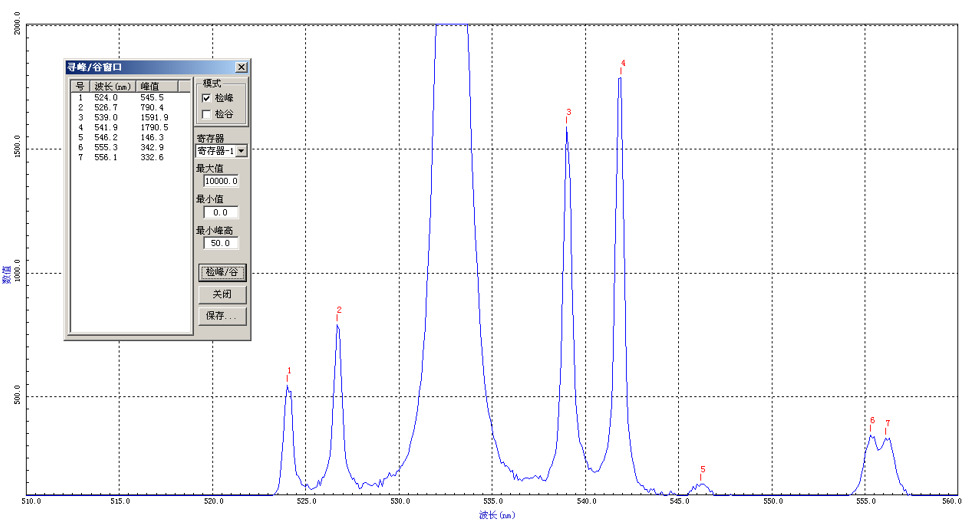 寻峰/谷窗口
号 波长(nm) 峰值
1 524.0 545.5
2 526.7 790.4
3 539.0 1591.9
4 541.9 1790.5
5 546.2 146.3
6 555.3 342.9
7 556.1 332.6
模式
检峰
检谷
寄存器
寄存器-1
最大值
10000.0
最小值
0.0
最小峰高
50.0
检峰/谷
关闭
保存...
2000.0
1500.0
1000.0
500.0
数值
1
2
3
4
5
6
7
510.0 515.0 520.0 525.0 530.0 535.0 540.0 545.0 550.0 555.0 560.0
波长(nm)